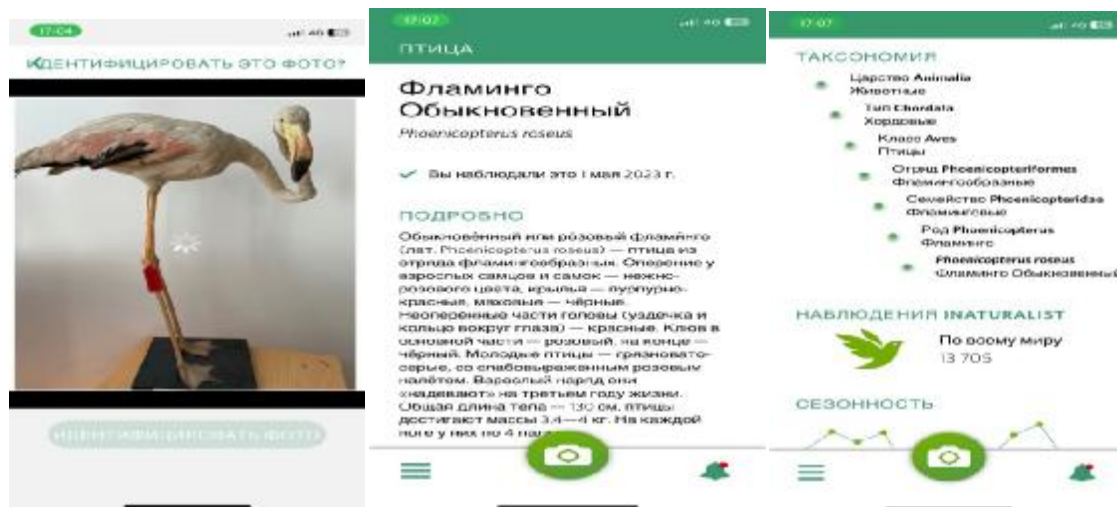 17:04
4G
ИДЕНТИФИЦИРОВАТЬ ЭТО ФОТО?
ИДЕНТИФИЦИРОВАТЬ ФОТО
17:07
4G
ПТИЦА
Фламинго
Обыкновенный
Phoenicopterus roseus
Вы наблюдали это 1 мая 2023 г.
ПОДРОБНО
Обыкновенный или розовый фламинго
(лат. Phoenicopterus roseus) — птица из
отряда фламингообразных. Оперение у
взрослых самцов и самок — нежно-
розового цвета, крылья — пурпурно-
красные, маховые — чёрные.
Неоперённые части головы (уздечка и
кольцо вокруг глаза) — красные. Клюв в
основной части — розовый, на конце —
чёрный. Молодые птицы — грязновато-
серые, со слабовыраженным розовым
налётом. Взрослый наряд они
«надевают» на третьем году жизни.
Общая длина тела — 130 см, птицы
достигают массы 3,4—4 кг. На каждой
ноге у них по 4
17:07
4G
ТАКСОНОМИЯ
Царство Animalia
Животные
Тип Chordata
Хордовые
Класс Aves
Птицы
Отряд Phoenicopteriformes
Фламингообразные
Семейство Phoenicopteridae
Фламинговые
Род Phoenicopterus
Фламинго
Phoenicopterus roseus
Фламинго Обыкновенный
НАБЛЮДЕНИЯ INATURALIST
По всему миру
13 705
СЕЗОННОСТЬ